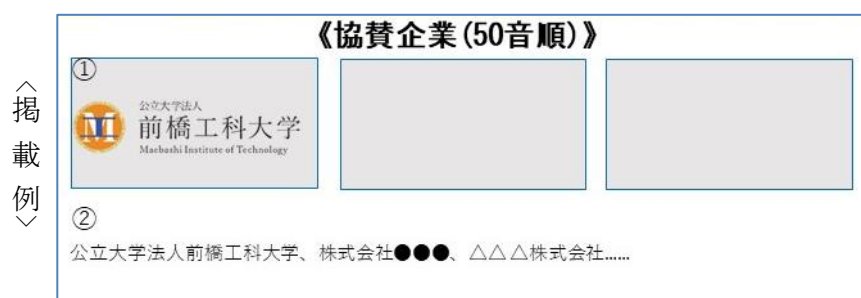 《協賛企業(50音順)》
〈掲載例〉
①
公立大学法人
前橋工科大学
Maebashi Institute of Technology
②
公立大学法人前橋工科大学、株式会社●●●、△△△株式会社……